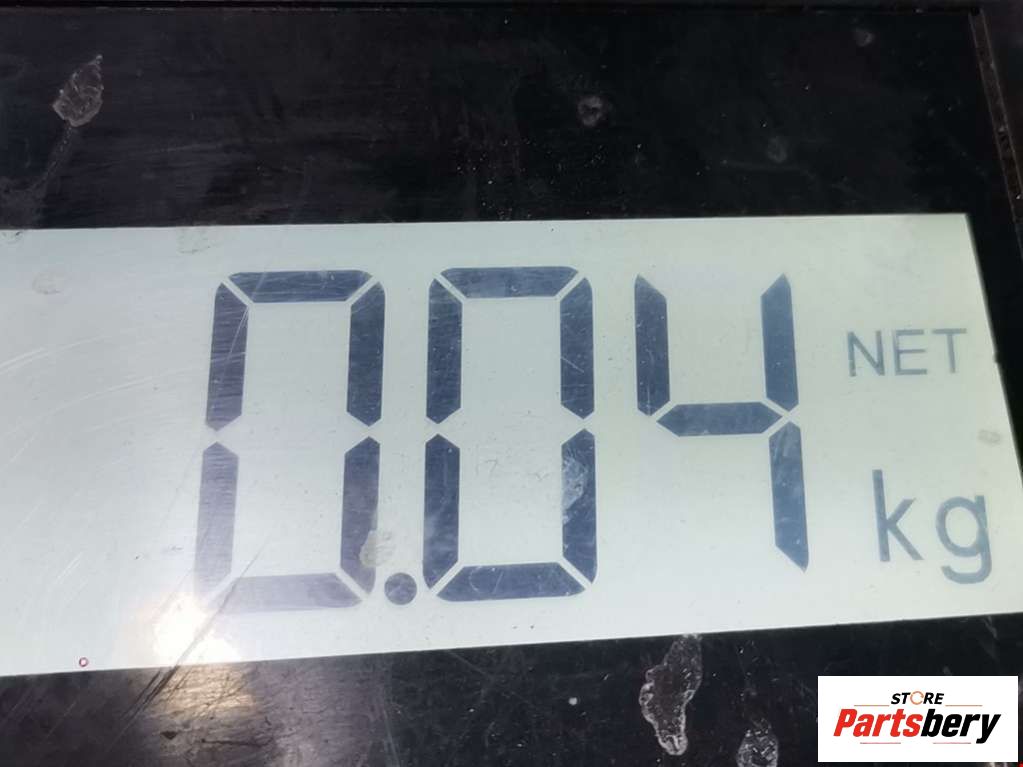 0.04 NET
kg
STORE
Partsbery